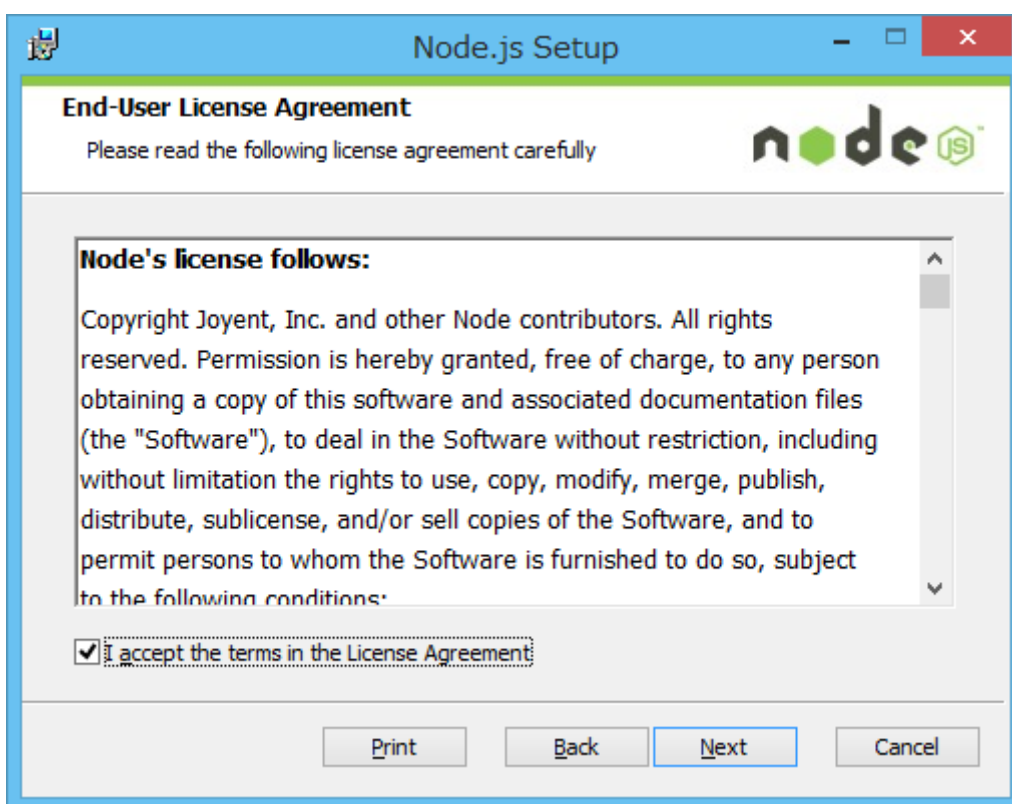 Node.js Setup
End-User License Agreement
Please read the following license agreement carefully
node JS™
Node's license follows:
Copyright Joyent, Inc. and other Node contributors. All rights
reserved. Permission is hereby granted, free of charge, to any person
obtaining a copy of this software and associated documentation files
(the "Software"), to deal in the Software without restriction, including
without limitation the rights to use, copy, modify, merge, publish,
distribute, sublicense, and/or sell copies of the Software, and to
permit persons to whom the Software is furnished to do so, subject
to the following conditions:
I accept the terms in the License Agreement
Print Back Next Cancel